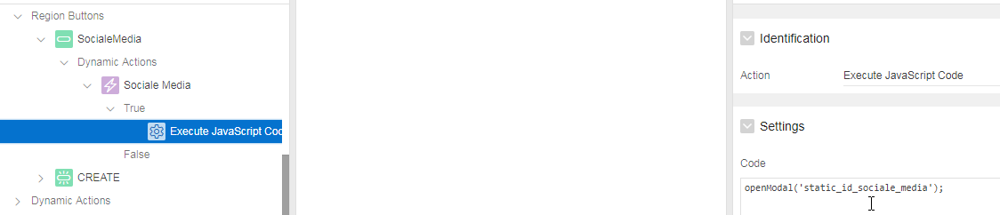 Region Buttons
SocialeMedia
Dynamic Actions
Sociale Media
True
Execute JavaScript Coc
False
CREATE
Dynamic Actions
Identification
Action Execute JavaScript Code
Settings
Code
openModal('static_id_sociale_media');